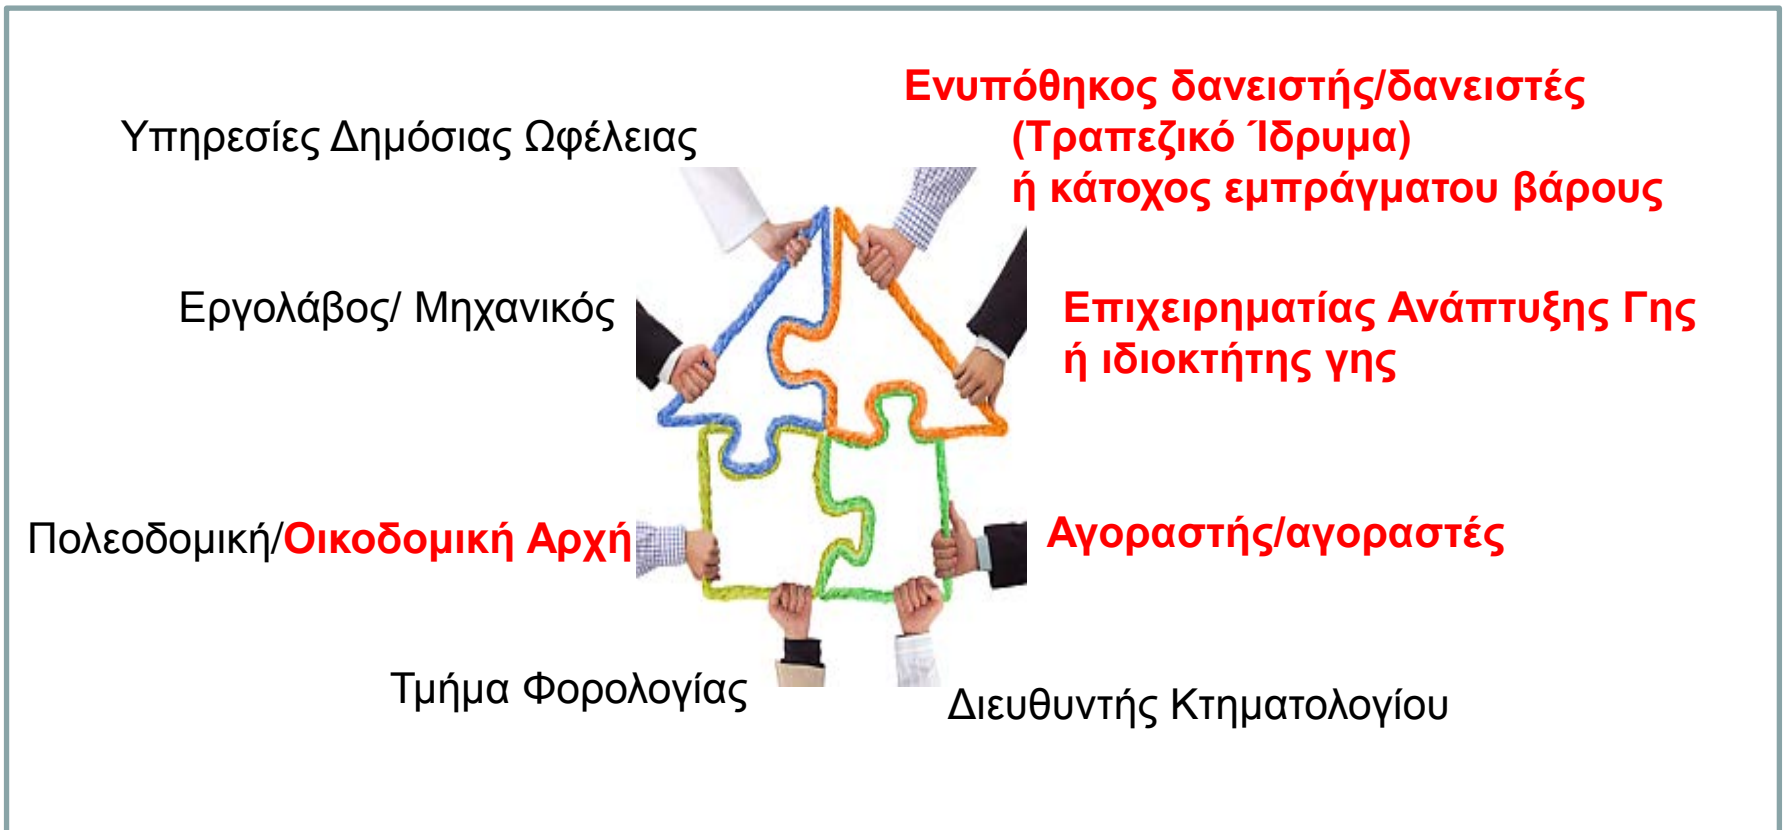 Υπηρεσίες Δημόσιας Ωφέλειας
Ενυπόθηκος δανειστής/δανειστές
(Τραπεζικό Ίδρυμα)
ή κάτοχος εμπράγματου βάρους
Εργολάβος/ Μηχανικός
Επιχειρηματίας Ανάπτυξης Γης
ή ιδιοκτήτης γης
Πολεοδομική/Οικοδομική Αρχή
Αγοραστής/αγοραστές
Τμήμα Φορολογίας
Διευθυντής Κτηματολογίου